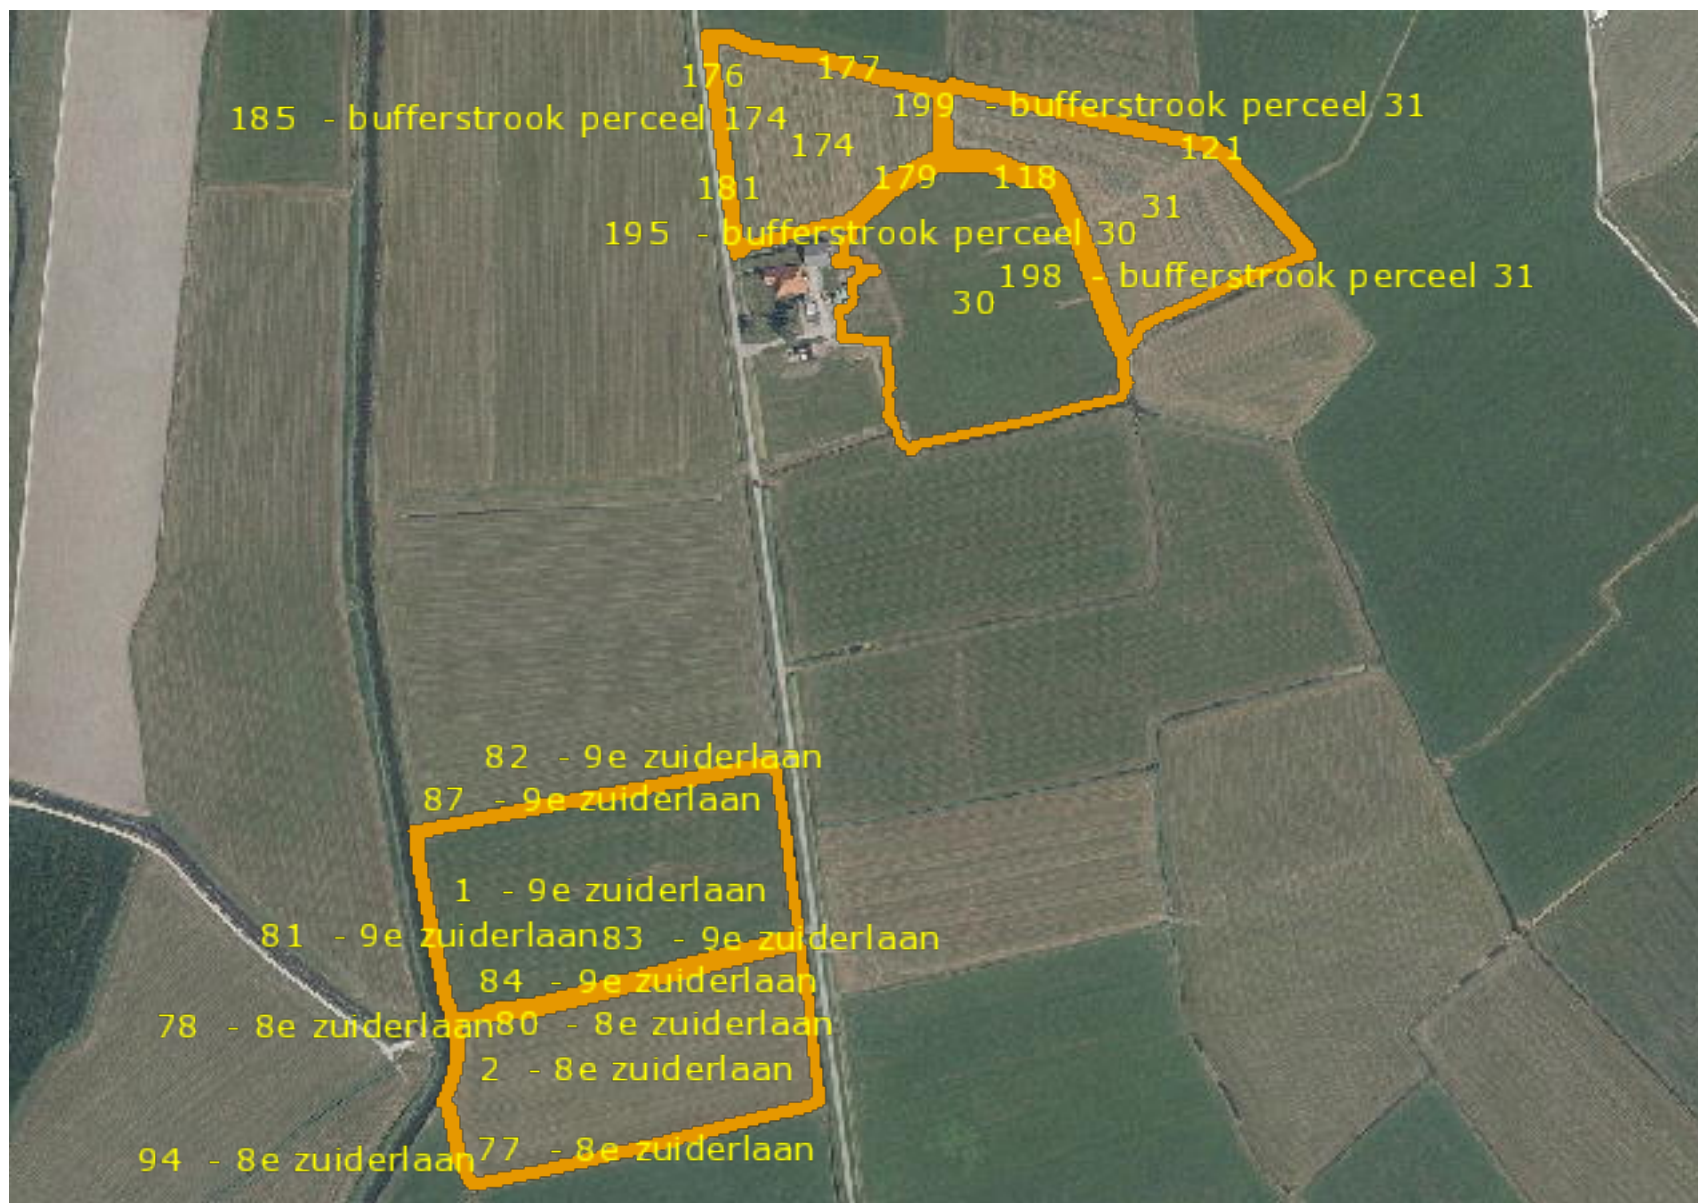 177
176
199 - bufferstrook perceel 31
185 - bufferstrook perceel 174
174
121
179
118
181
31
195 - bufferstrook perceel 30
198 - bufferstrook perceel 31
30
82 - 9e zuiderlaan
87 - 9e zuiderlaan
1 - 9e zuiderlaan
81 - 9e zuiderlaan
83 - 9e zuiderlaan
84 - 9e zuiderlaan
78 - 8e zuiderlaan
80 - 8e zuiderlaan
2 - 8e zuiderlaan
77 - 8e zuiderlaan
94 - 8e zuiderlaan